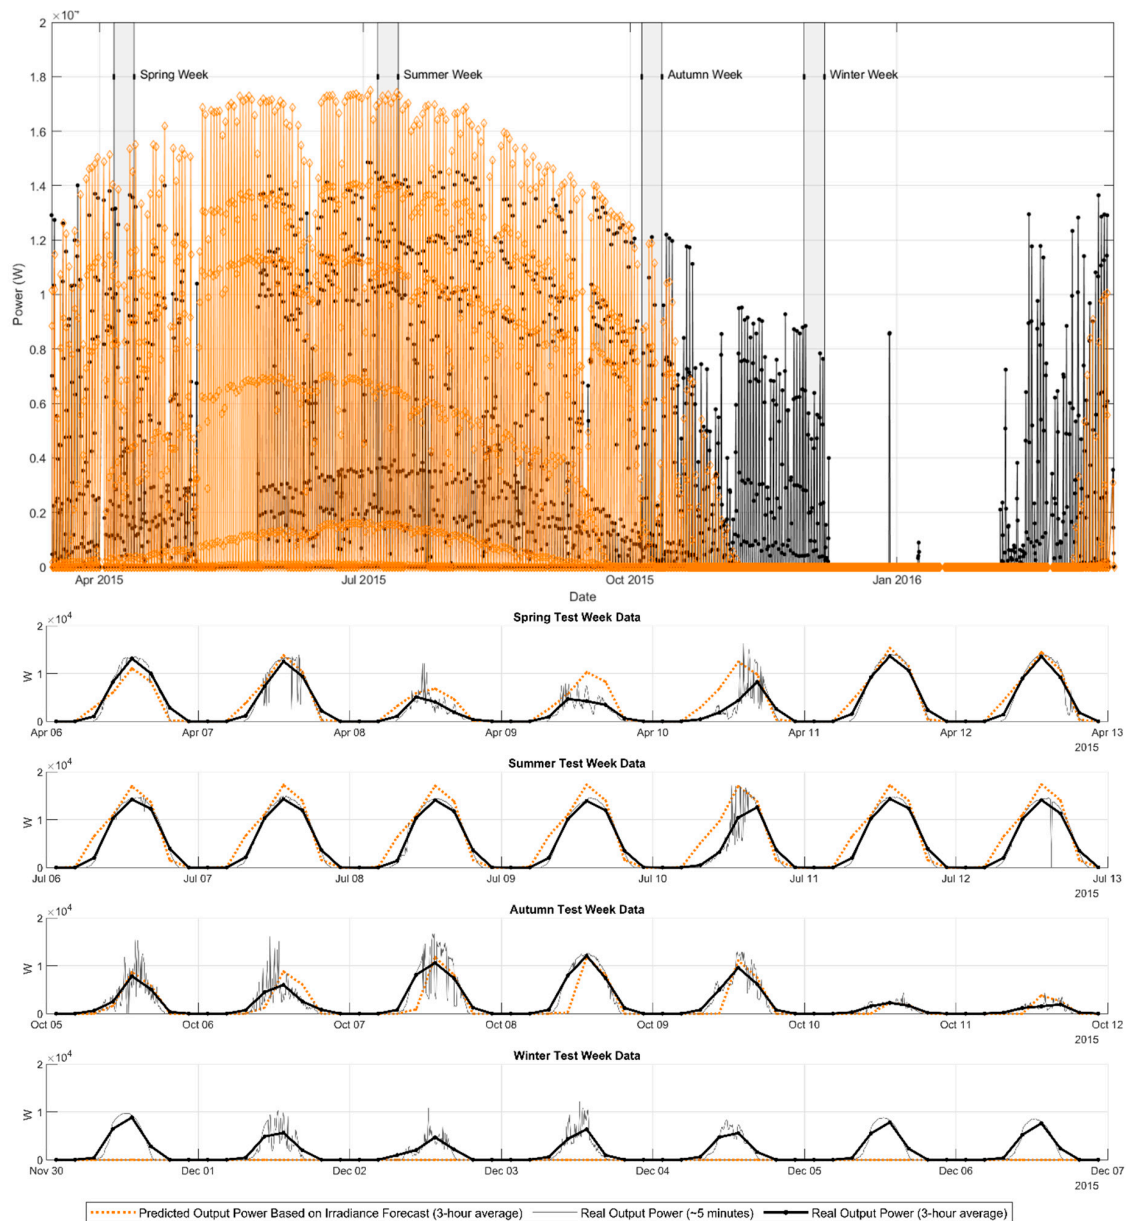 ×10⁴
2
1.8
1.6
1.4
1.2
1
0.8
0.6
0.4
0.2
0
Power (W)
Spring Week
Summer Week
Autumn Week
Winter Week
Apr 2015
Jul 2015
Oct 2015
Jan 2016
Date
Spring Test Week Data
×10⁴
2
1
0
W
Apr 06
Apr 07
Apr 08
Apr 09
Apr 10
Apr 11
Apr 12
Apr 13
2015
Summer Test Week Data
×10⁴
2
1
0
W
Jul 06
Jul 07
Jul 08
Jul 09
Jul 10
Jul 11
Jul 12
Jul 13
2015
Autumn Test Week Data
×10⁴
2
1
0
W
Oct 05
Oct 06
Oct 07
Oct 08
Oct 09
Oct 10
Oct 11
Oct 12
2015
Winter Test Week Data
×10⁴
2
1
0
W
Nov 30
Dec 01
Dec 02
Dec 03
Dec 04
Dec 05
Dec 06
Dec 07
2015
Predicted Output Power Based on Irradiance Forecast (3-hour average)
Real Output Power (~5 minutes)
Real Output Power (3-hour average)